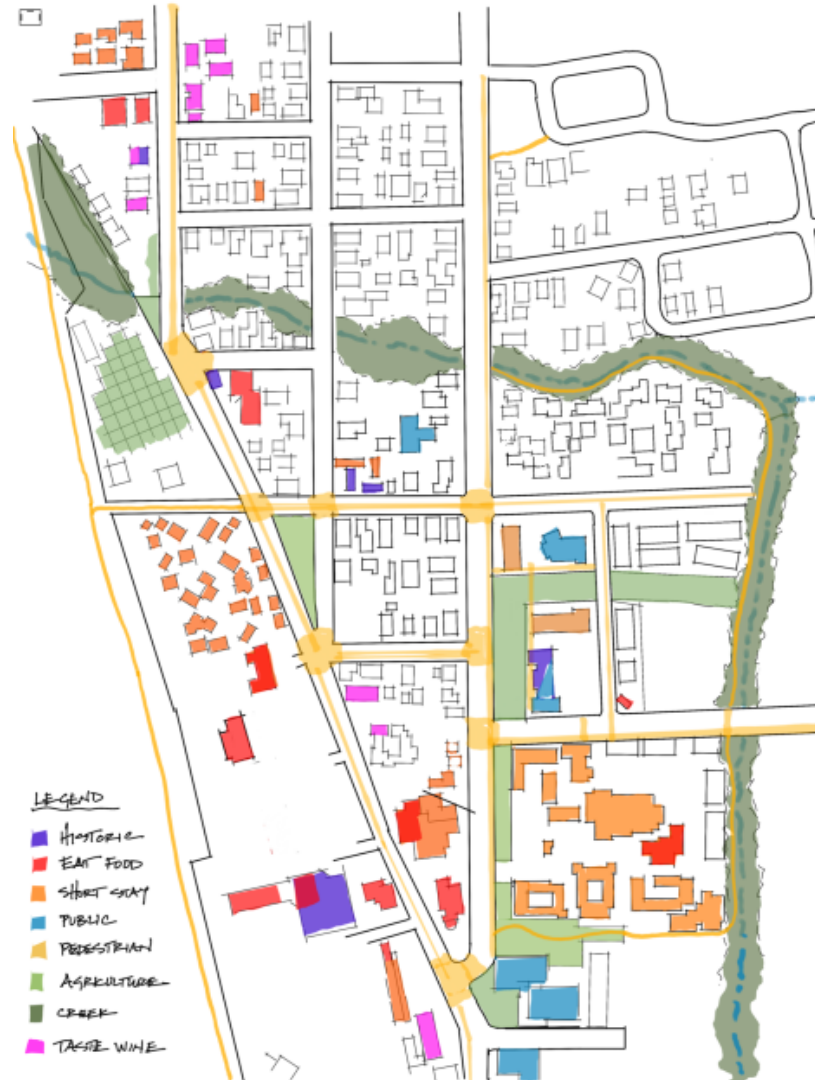 LEGEND
HISTORIC
EAT FOOD
SHORT STAY
PUBLIC
PEDESTRIAN
AGRICULTURE
CREEK
TASTE WINE